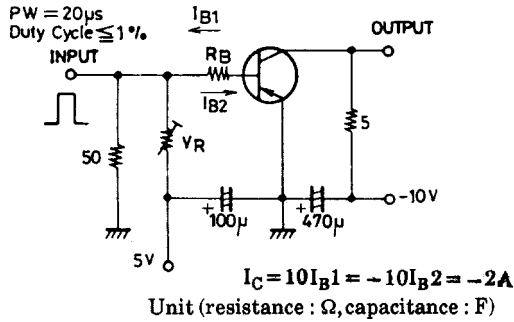 PW = 20µs
Duty Cycle ≦ 1%
INPUT
IB1
RB
IB2
OUTPUT
50
VR
5
+
100µ
+
470µ
-10V
5V
IC = 10IB1 = -10IB2 = -2A
Unit (resistance : Ω, capacitance : F)